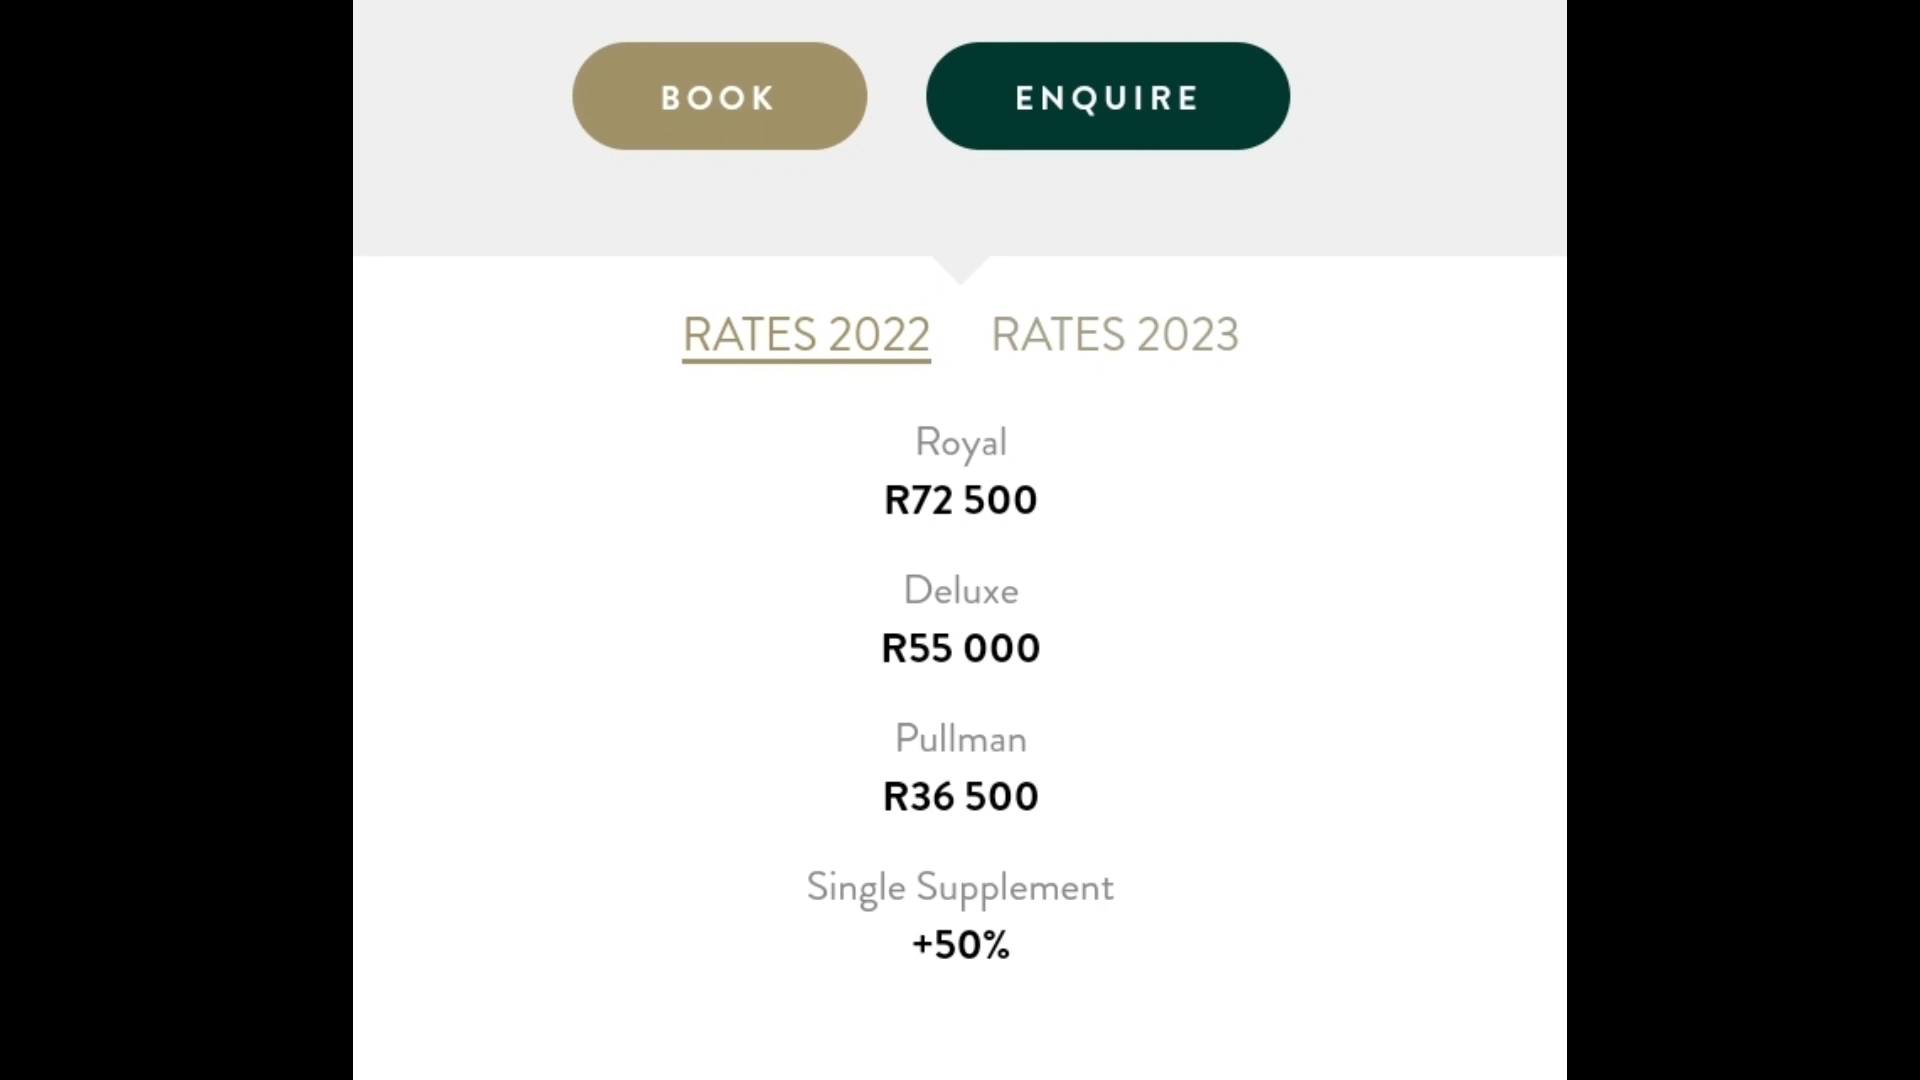 BOOK ENQUIRE
RATES 2022 RATES 2023
Royal
R72 500
Deluxe
R55 000
Pullman
R36 500
Single Supplement
+50%